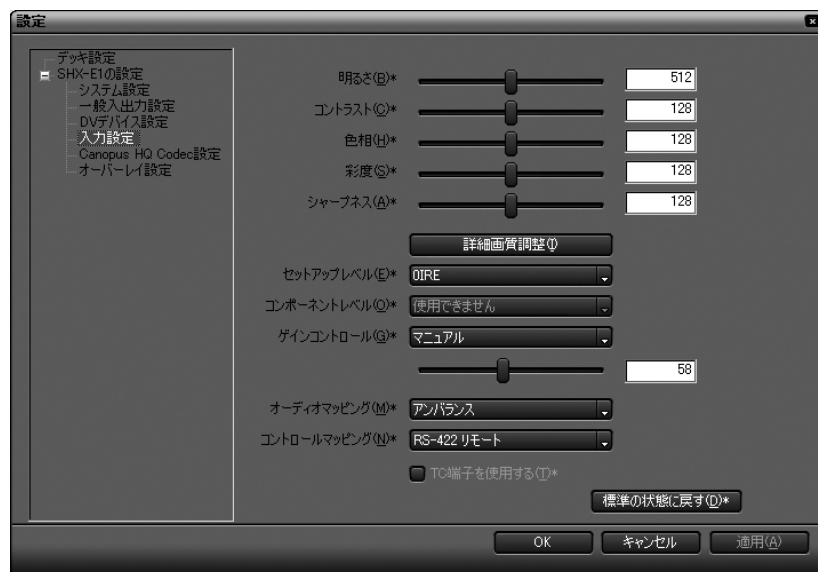 設定
デッキ設定
SHX-E1の設定
システム設定
一般入出力設定
DVデバイス設定
入力設定
Canopus HQ Codec設定
オーバーレイ設定
明るさ(B)* 512
コントラスト(C)* 128
色相(H)* 128
彩度(S)* 128
シャープネス(A)* 128
詳細画質調整(I)
セットアップレベル(E)* 0IRE
コンポーネントレベル(O)* 使用できません
ゲインコントロール(G)* マニュアル
58
オーディオマッピング(M)* アンバランス
コントロールマッピング(N)* RS-422 リモート
TC端子を使用する(T)*
標準の状態に戻す(D)*
OK キャンセル 適用(A)